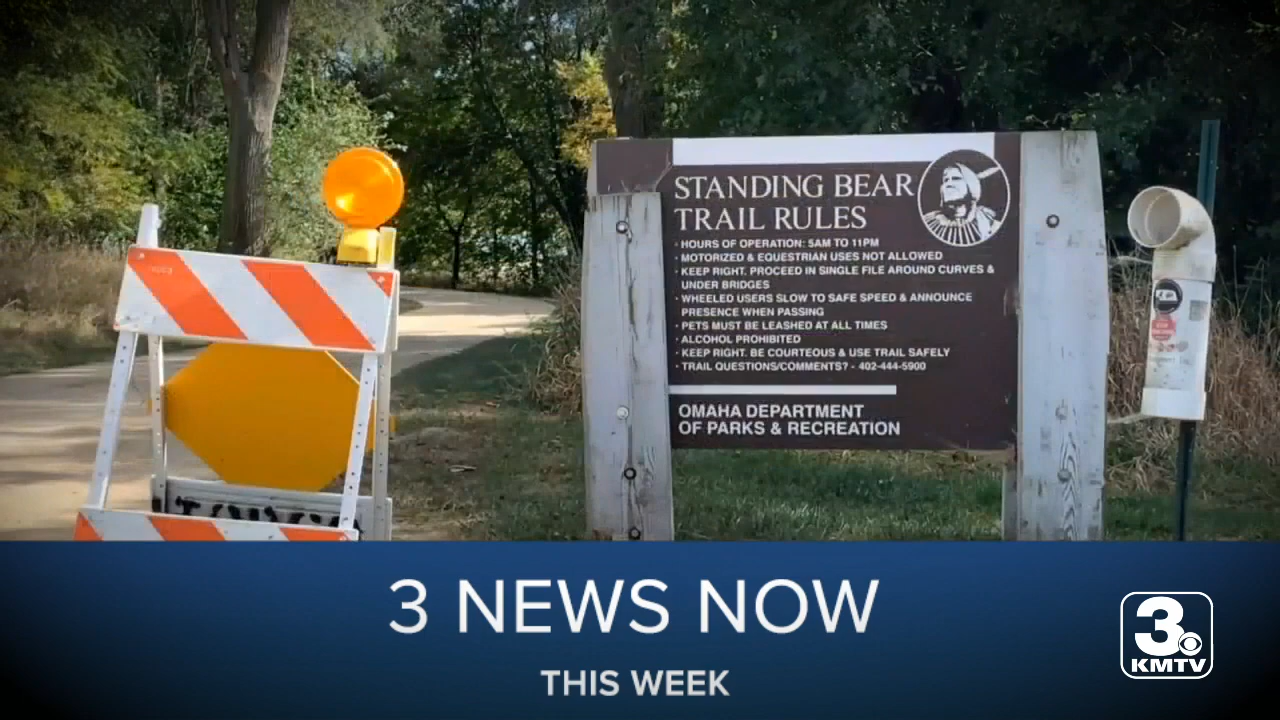 STANDING BEAR
TRAIL RULES
· HOURS OF OPERATION: 5AM TO 11PM
· MOTORIZED & EQUESTRIAN USES NOT ALLOWED
· KEEP RIGHT. PROCEED IN SINGLE FILE AROUND CURVES &
UNDER BRIDGES
· WHEELED USERS SLOW TO SAFE SPEED & ANNOUNCE
PRESENCE WHEN PASSING
· PETS MUST BE LEASHED AT ALL TIMES
· ALCOHOL PROHIBITED
· KEEP RIGHT. BE COURTEOUS & USE TRAIL SAFELY
· TRAIL QUESTIONS/COMMENTS? - 402-444-5900
OMAHA DEPARTMENT
OF PARKS & RECREATION
3 NEWS NOW
THIS WEEK
3
KMTV